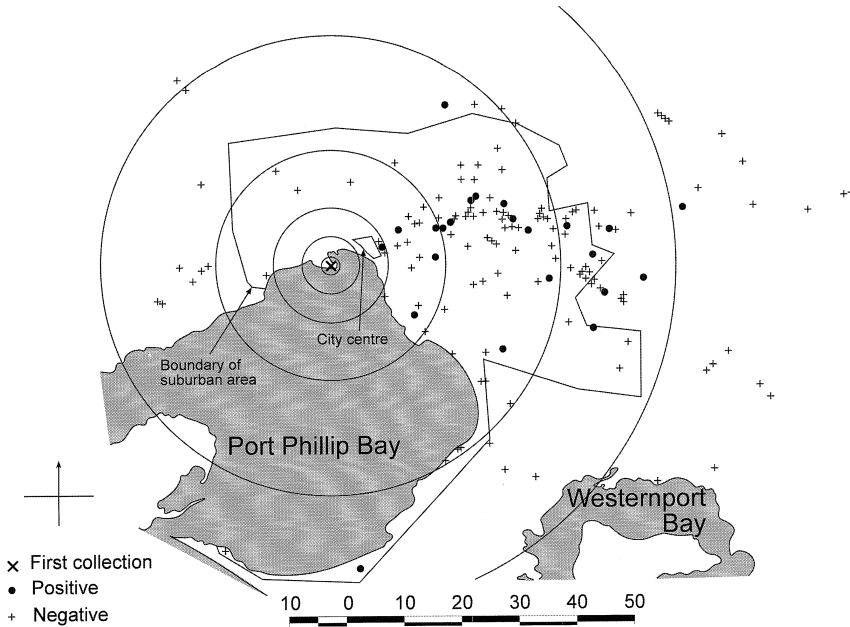 City centre
Boundary of
suburban area
Port Phillip Bay
Westernport
Bay
First collection
Positive
Negative
10 0 10 20 30 40 50